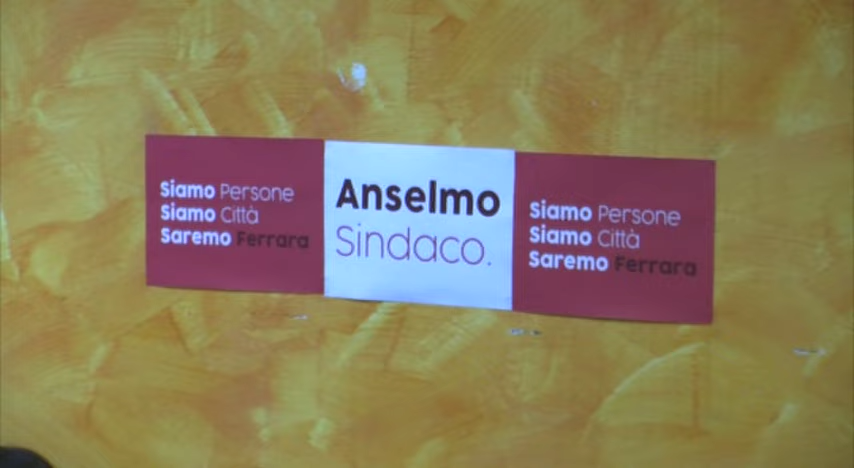 Siamo Persone
Siamo Città
Saremo Ferrara
Anselmo
Sindaco.
Siamo Persone
Siamo Città
Saremo Ferrara